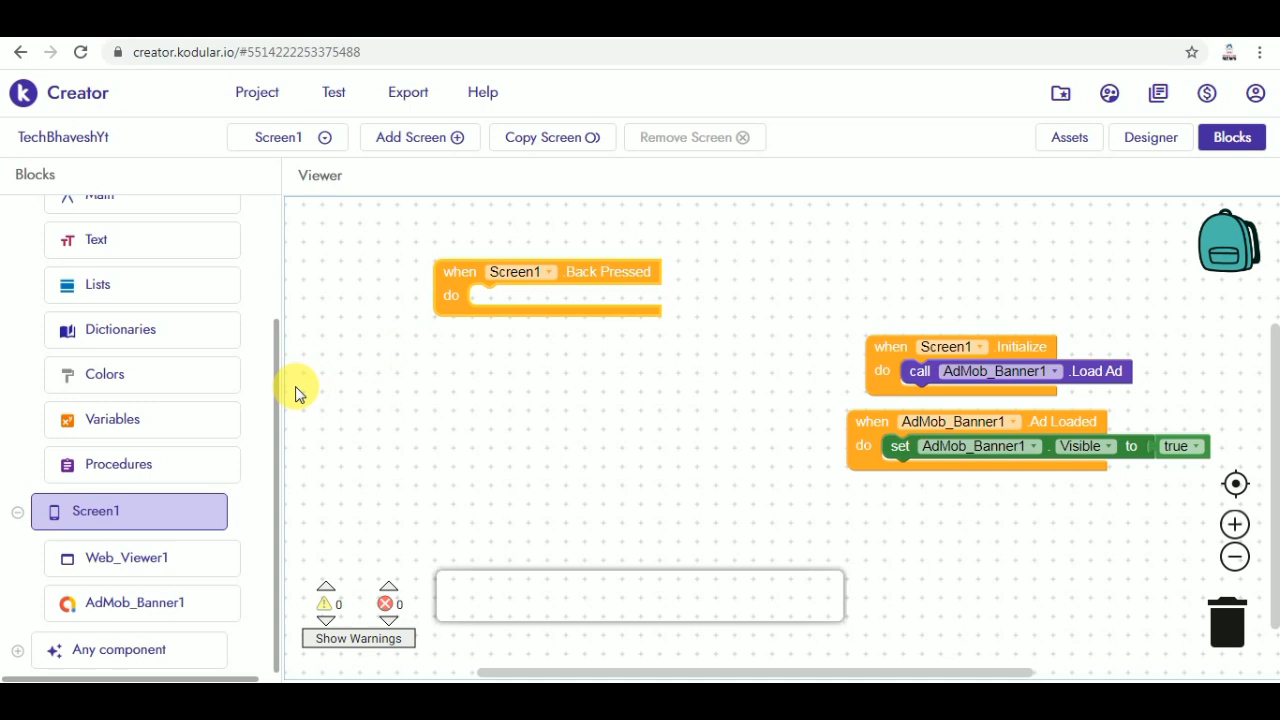 creator.kodular.io/#5514222253375488
Creator
Project
Test
Export
Help
TechBhaveshYt
Screen1
Add Screen
Copy Screen
Remove Screen
Assets
Designer
Blocks
Blocks
Viewer
Math
Text
Lists
Dictionaries
Colors
Variables
Procedures
Screen1
Web_Viewer1
AdMob_Banner1
Any component
when Screen1 .Back Pressed
do
when Screen1 .Initialize
do call AdMob_Banner1 .Load Ad
when AdMob_Banner1 .Ad Loaded
do set AdMob_Banner1 . Visible to true
0
0
Show Warnings